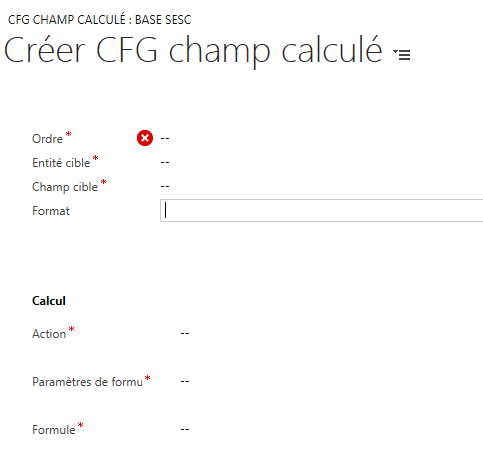 CFG CHAMP CALCULÉ : BASE SESC
Créer CFG champ calculé
Ordre * --
Entité cible * --
Champ cible * --
Format
Calcul
Action * --
Paramètres de formu * --
Formule * --